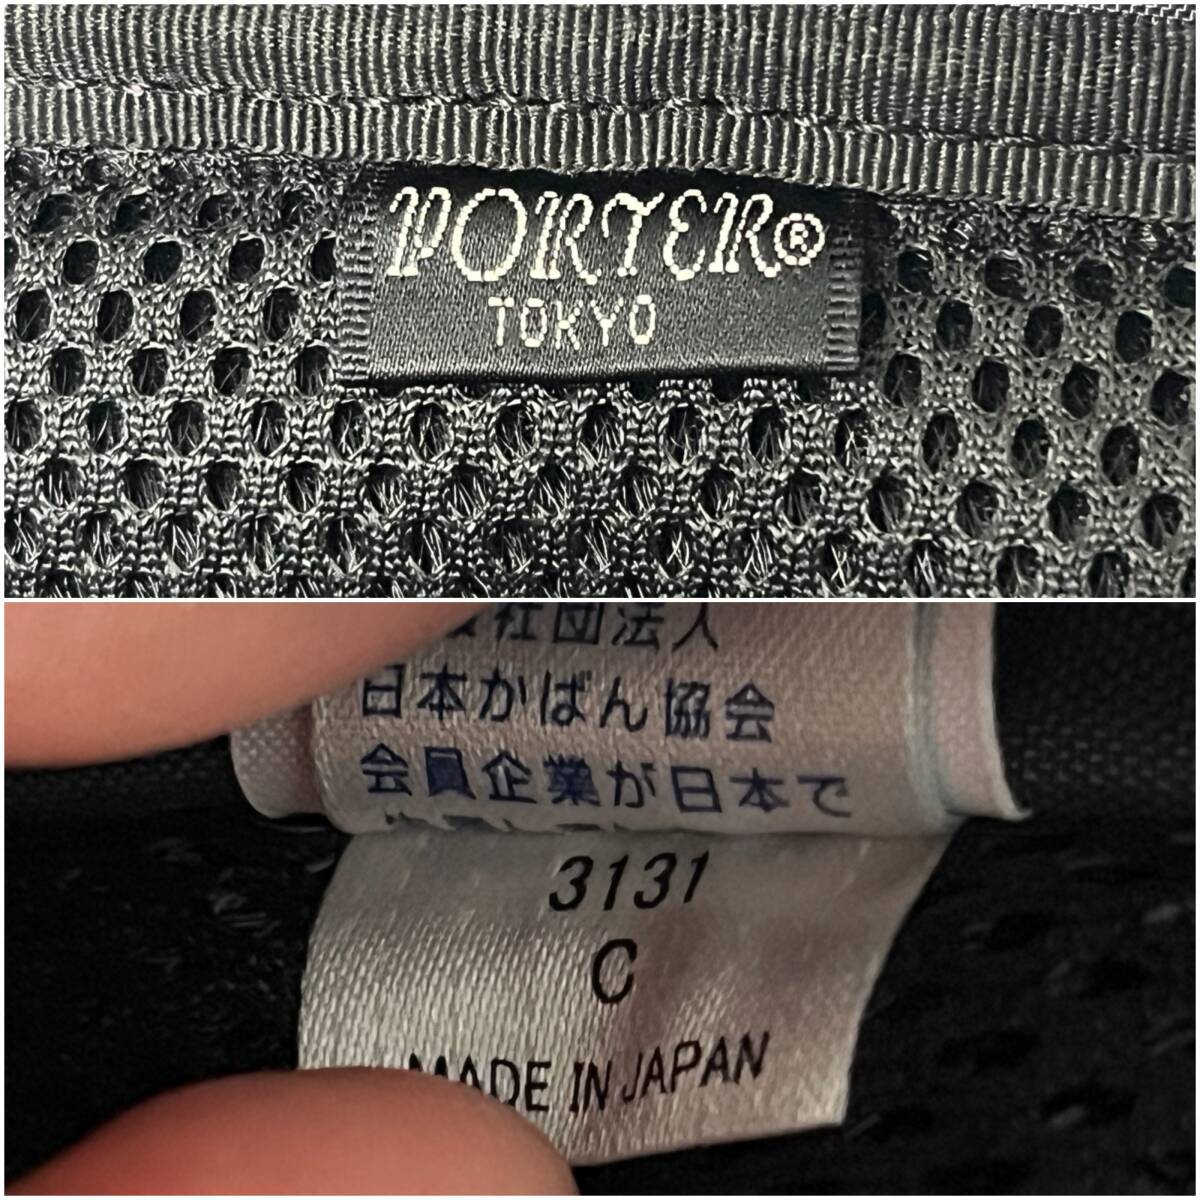 PORTER®
TOKYO
社団法人
日本かばん協会
会員企業が日本で
3131
C
MADE IN JAPAN